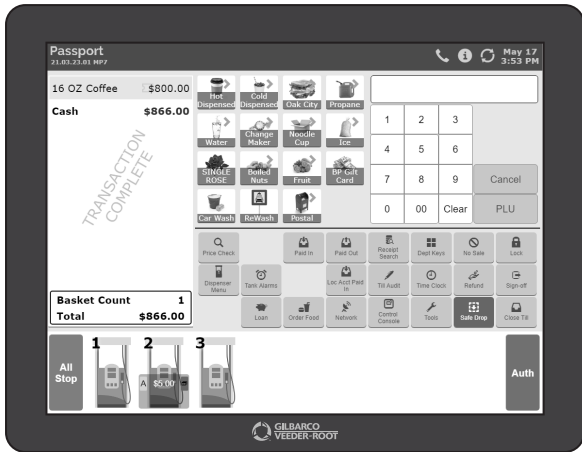 Passport
21.03.23.01 MP7
May 17
3:53 PM
16 OZ Coffee $800.00
Cash $866.00
TRANSACTION
COMPLETE
Basket Count 1
Total $866.00
Hot
Dispensed
Cold
Dispensed
Oak City
Propane
Water
Change
Maker
Noodle
Cup
Ice
SINGLE
ROSE
Boiled
Nuts
Fruit
BP Gift
Card
Car Wash
ReWash
Postal
1 2 3
4 5 6
7 8 9 Cancel
0 00 Clear PLU
Price Check
Paid In
Paid Out
Receipt
Search
Dept Keys
No Sale
Lock
Dispenser
Menu
Tank Alarms
Loc Acct Paid
In
Till Audit
Time Clock
Refund
Sign-off
Loan
Order Food
Network
Control
Console
Tools
Safe Drop
Close Till
All
Stop
1 2 3
A $5.00
Auth
GILBARCO
VEEDER-ROOT